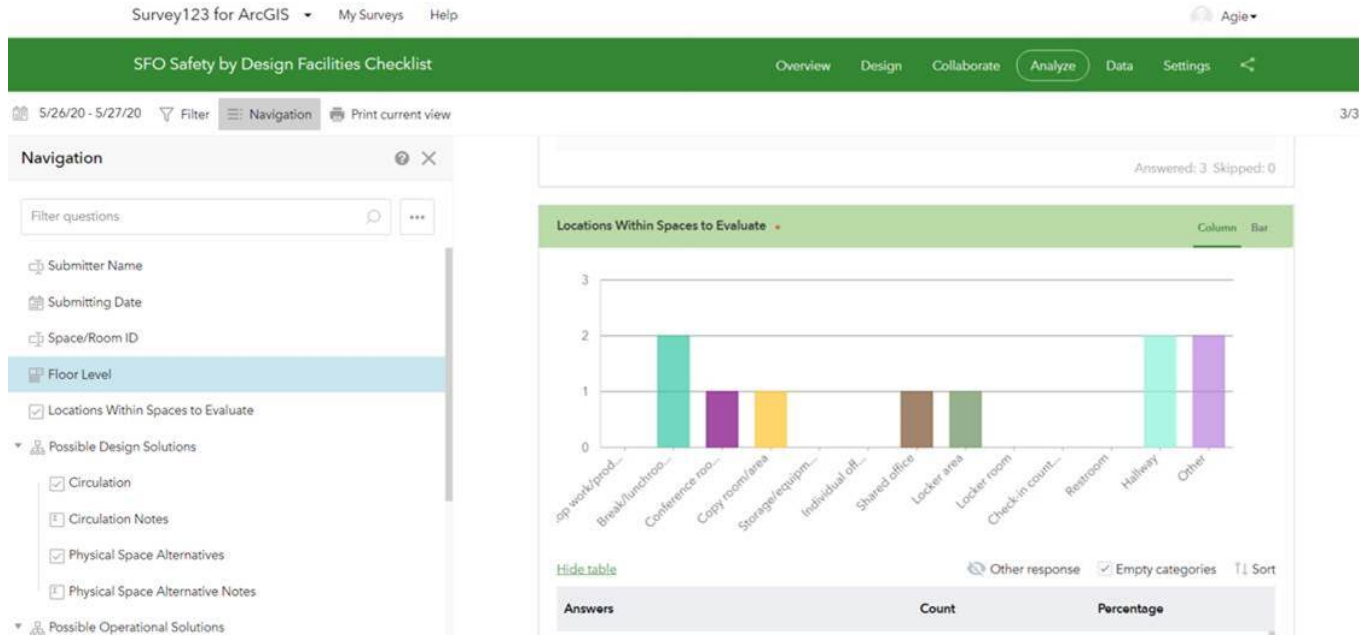 Survey123 for ArcGIS My Surveys Help Agie
SFO Safety by Design Facilities Checklist Overview Design Collaborate Analyze Data Settings
5/26/20 - 5/27/20 Filter Navigation Print current view 3/3
Navigation
Filter questions
Submitter Name
Submitting Date
Space/Room ID
Floor Level
Locations Within Spaces to Evaluate
Possible Design Solutions
Circulation
Circulation Notes
Physical Space Alternatives
Physical Space Alternative Notes
Possible Operational Solutions
Answered: 3 Skipped: 0
Locations Within Spaces to Evaluate Column Bar
3
2
1
0
op work/prod...
Break/lunchroo...
Conference roo...
Copy room/area
Storage/equipm...
Individual off...
Shared office
Locker area
Locker room
Check-in count...
Restroom
Hallway
Other
Hide table Other response Empty categories Sort
Answers Count Percentage